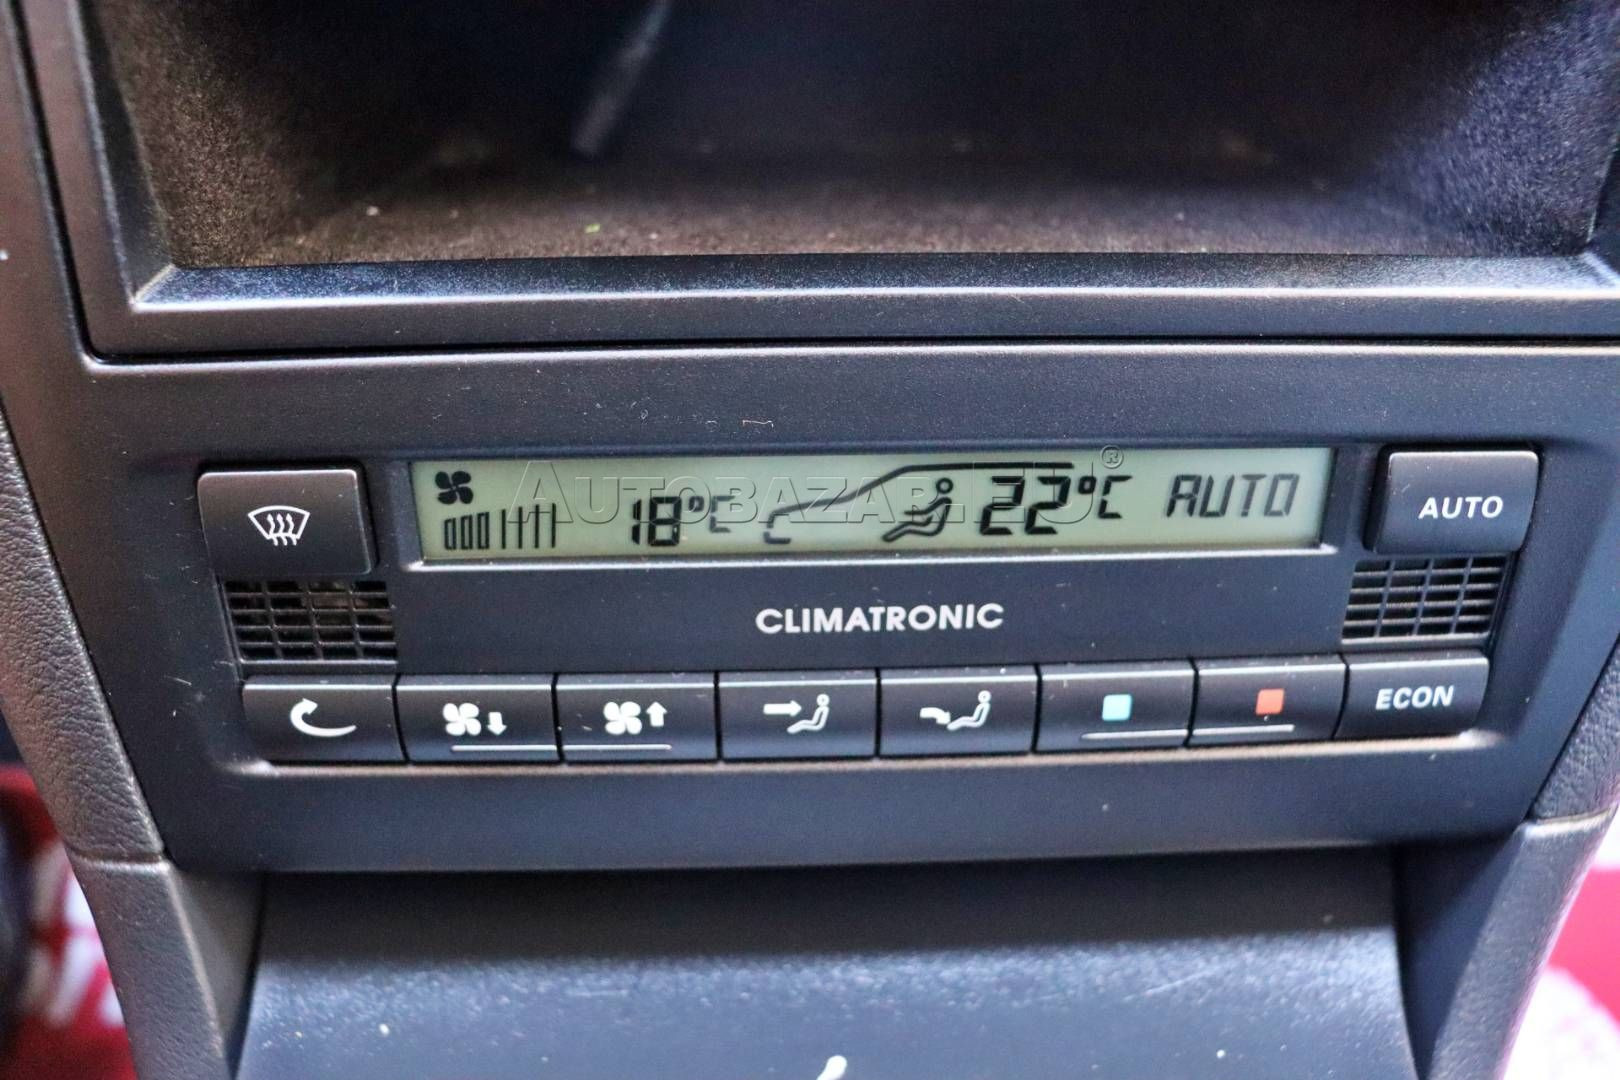 AUTOBAZAR.EU®
18°C 22°C AUTO
AUTO
CLIMATRONIC
ECON